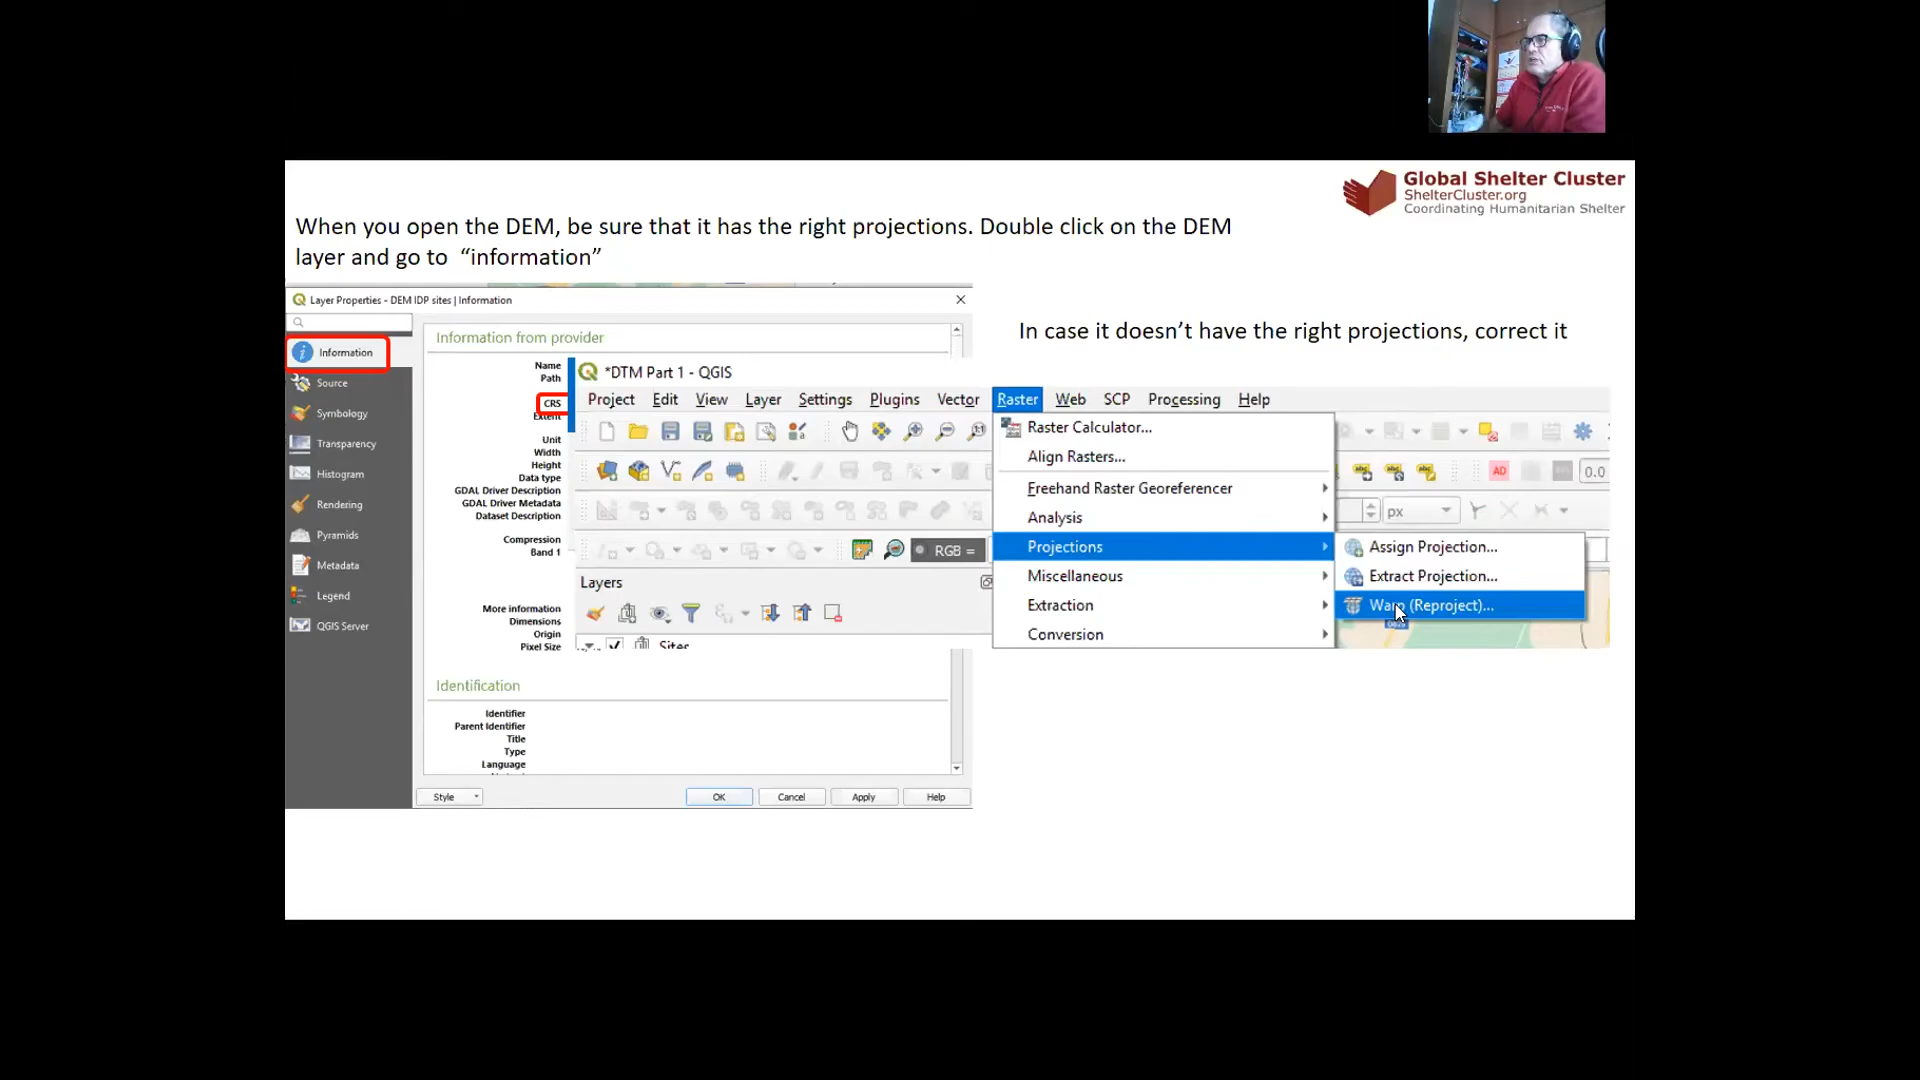 Global Shelter Cluster
ShelterCluster.org
Coordinating Humanitarian Shelter
When you open the DEM, be sure that it has the right projections. Double click on the DEM
layer and go to “information”
Layer Properties - DEM IDP sites | Information
Information
Source
Symbology
Transparency
Histogram
Rendering
Pyramids
Metadata
Legend
QGIS Server
Information from provider
Name
Path
CRS
Extent
Unit
Width
Height
Data type
GDAL Driver Description
GDAL Driver Metadata
Dataset Description
Compression
Band 1
More information
Dimensions
Origin
Pixel Size
Identification
Identifier
Parent Identifier
Title
Type
Language
Style
OK
Cancel
Apply
Help
In case it doesn’t have the right projections, correct it
*DTM Part 1 - QGIS
Project Edit View Layer Settings Plugins Vector Raster Web SCP Processing Help
Raster Calculator...
Align Rasters...
Freehand Raster Georeferencer
Analysis
Projections
Miscellaneous
Extraction
Conversion
Assign Projection...
Extract Projection...
Warp (Reproject)...
AD
0.0
px
RGB =
Layers
Sites